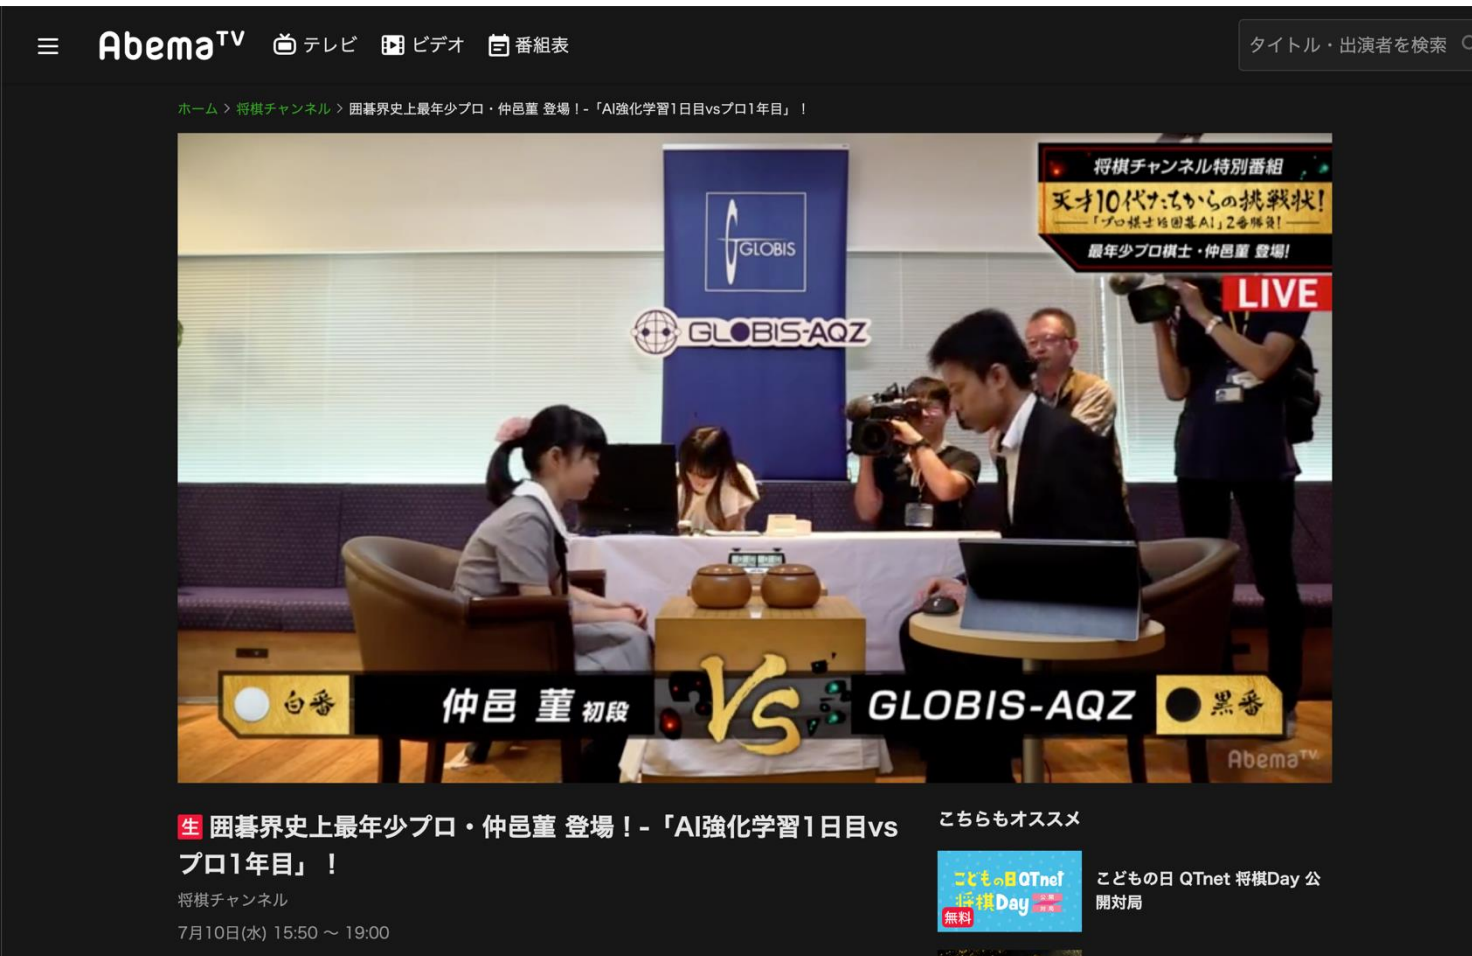 AbemaTV
テレビ
ビデオ
番組表
タイトル・出演者を検索
ホーム > 将棋チャンネル > 囲碁界史上最年少プロ・仲邑菫 登場！-「AI強化学習1日目vsプロ1年目」！
将棋チャンネル特別番組
天才10代たちからの挑戦状！
「プロ棋士 vs 囲碁AI」2番勝負！
最年少プロ棋士・仲邑菫 登場！
LIVE
GLOBIS
GLOBIS-AQZ
白番
仲邑 菫 初段
VS
GLOBIS-AQZ
黒番
AbemaTV
生 囲碁界史上最年少プロ・仲邑菫 登場！-「AI強化学習1日目vs
プロ1年目」！
将棋チャンネル
7月10日(水) 15:50 〜 19:00
こちらもオススメ
こどもの日QTnet
将棋Day 公開対局
無料
こどもの日 QTnet 将棋Day 公
開対局